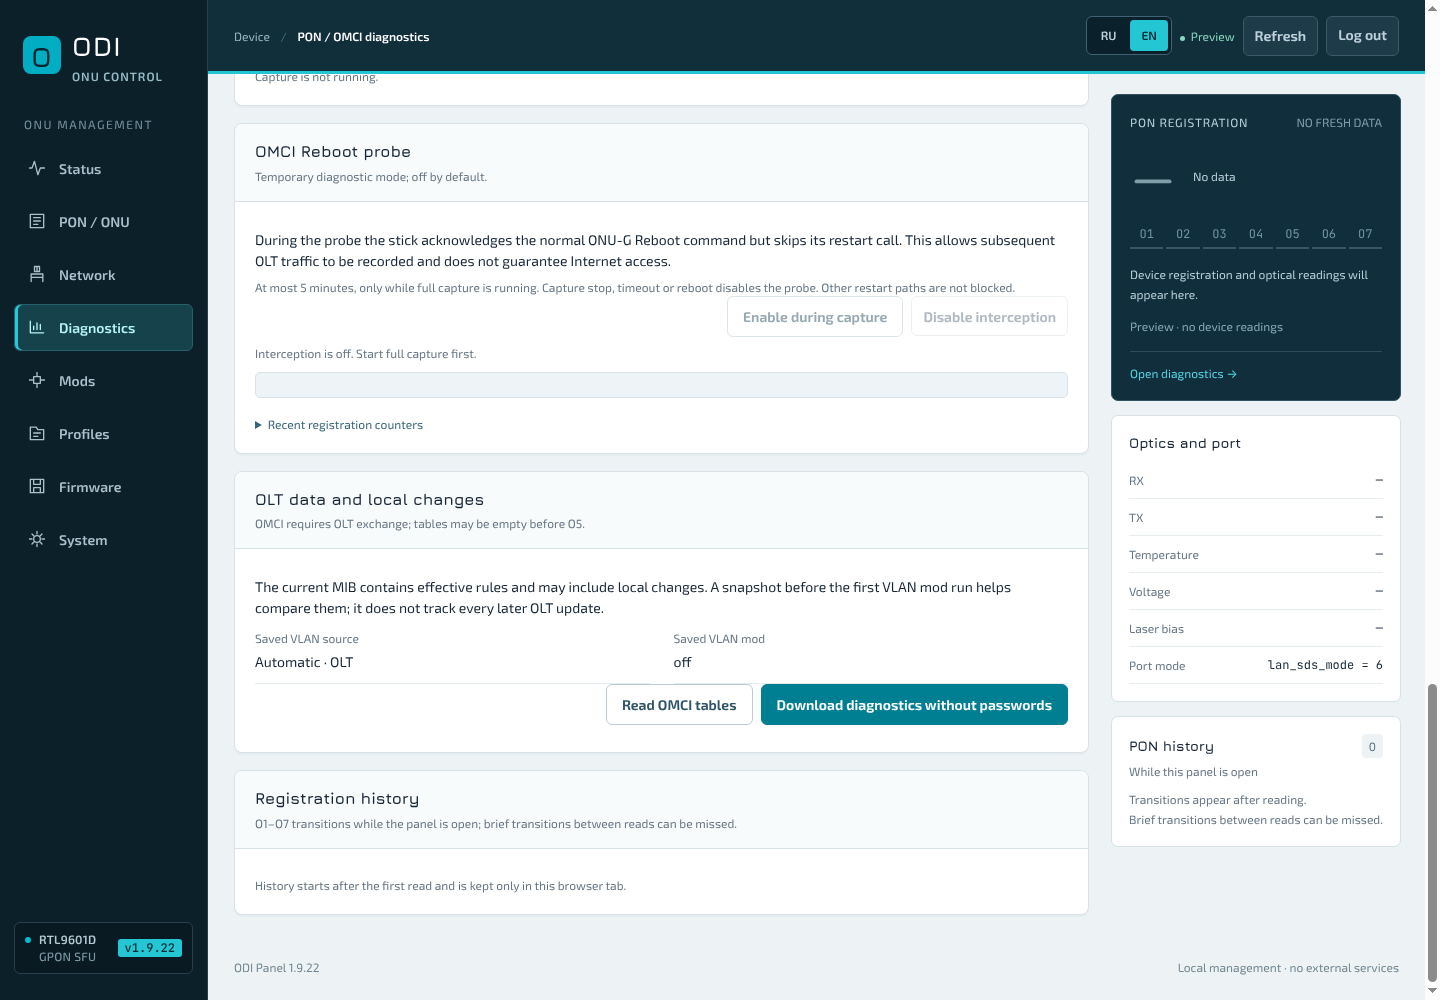 ODI
ONU CONTROL
ONU MANAGEMENT
Status
PON / ONU
Network
Diagnostics
Mods
Profiles
Firmware
System
RTL9601D
GPON SFU
v1.9.22
Device / PON / OMCI diagnostics
RU EN Preview Refresh Log out
Capture is not running.
OMCI Reboot probe
Temporary diagnostic mode; off by default.
During the probe the stick acknowledges the normal ONU-G Reboot command but skips its restart call. This allows subsequent
OLT traffic to be recorded and does not guarantee Internet access.
At most 5 minutes, only while full capture is running. Capture stop, timeout or reboot disables the probe. Other restart paths are not blocked.
Enable during capture Disable interception
Interception is off. Start full capture first.
Recent registration counters
OLT data and local changes
OMCI requires OLT exchange; tables may be empty before O5.
The current MIB contains effective rules and may include local changes. A snapshot before the first VLAN mod run helps
compare them; it does not track every later OLT update.
Saved VLAN source Saved VLAN mod
Automatic · OLT off
Read OMCI tables Download diagnostics without passwords
Registration history
O1–O7 transitions while the panel is open; brief transitions between reads can be missed.
History starts after the first read and is kept only in this browser tab.
ODI Panel 1.9.22
PON REGISTRATION NO FRESH DATA
— No data
01 02 03 04 05 06 07
Device registration and optical readings will
appear here.
Preview · no device readings
Open diagnostics →
Optics and port
RX —
TX —
Temperature —
Voltage —
Laser bias —
Port mode lan_sds_mode = 6
PON history 0
While this panel is open
Transitions appear after reading.
Brief transitions between reads can be missed.
Local management · no external services